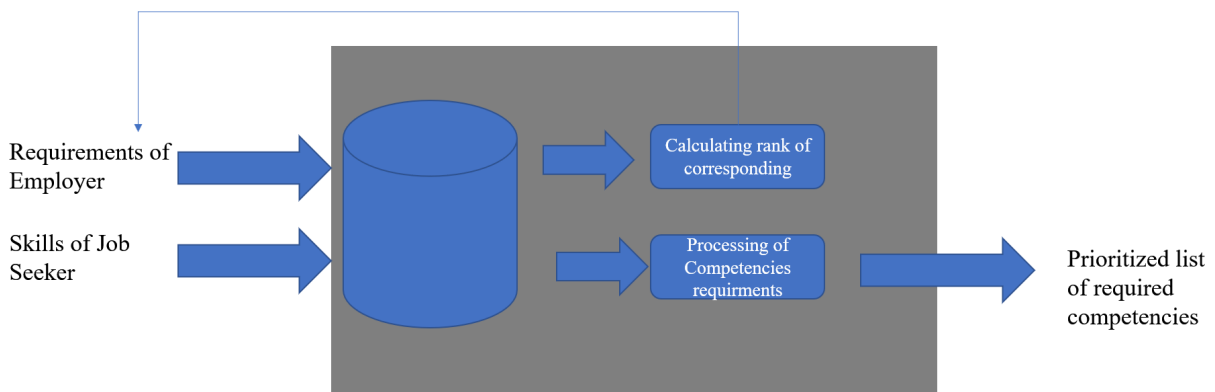 Requirements of
Employer
Calculating rank of
corresponding
Skills of Job
Seeker
Processing of
Competencies
requirments
Prioritized list
of required
competencies